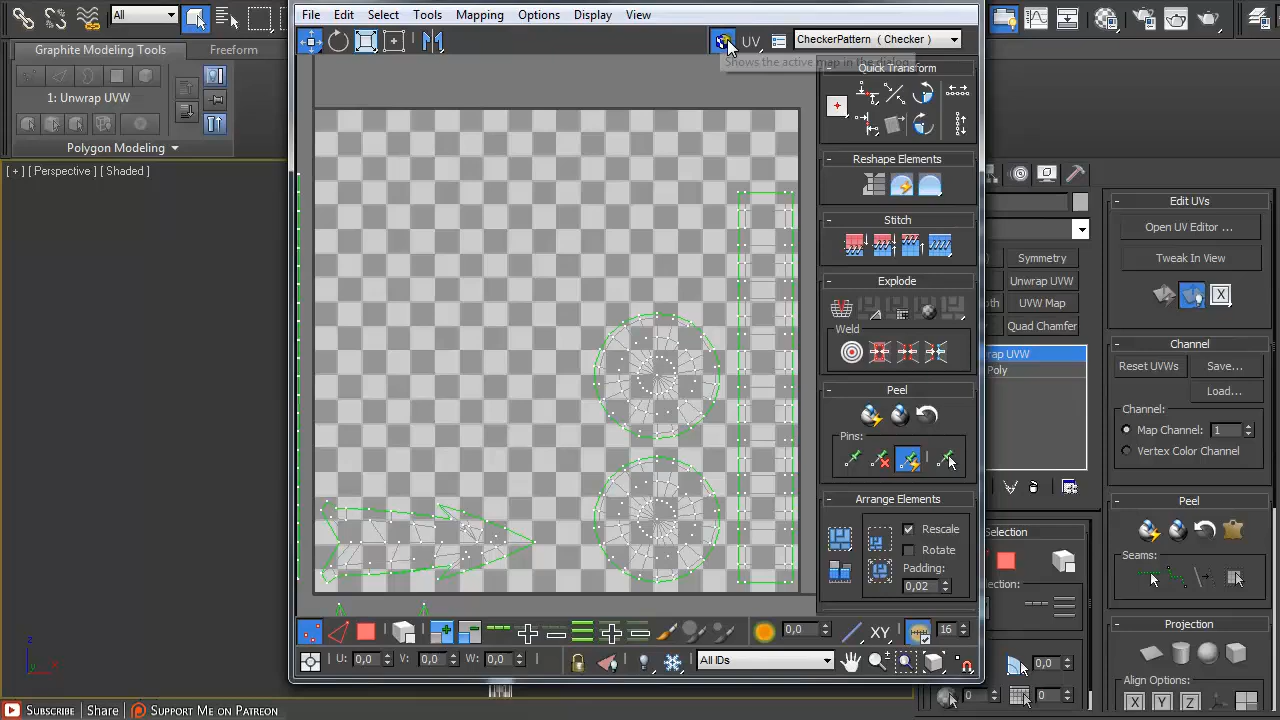 File Edit Select Tools Mapping Options Display View
All
UV CheckerPattern ( Checker )
Shows the active map in the dialog
Graphite Modeling Tools Freeform
1: Unwrap UVW
Polygon Modeling
[ + ] [ Perspective ] [ Shaded ]
Quick Transform
Reshape Elements
Stitch
Explode
Weld
Peel
Pins:
Arrange Elements
Rescale
Rotate
Padding:
0,02
Symmetry
Unwrap UVW
UVW Map
Quad Chamfer
Selection
0,0
0
0
Edit UVs
Open UV Editor ...
Tweak In View
Channel
Reset UVWs Save...
Load...
Channel:
Map Channel: 1
Vertex Color Channel
Peel
Seams:
Projection
Align Options:
X Y Z
0,0 XY 16
U: 0,0 V: 0,0 W: 0,0 All IDs
z
y x
Subscribe Share Support Me On Patreon